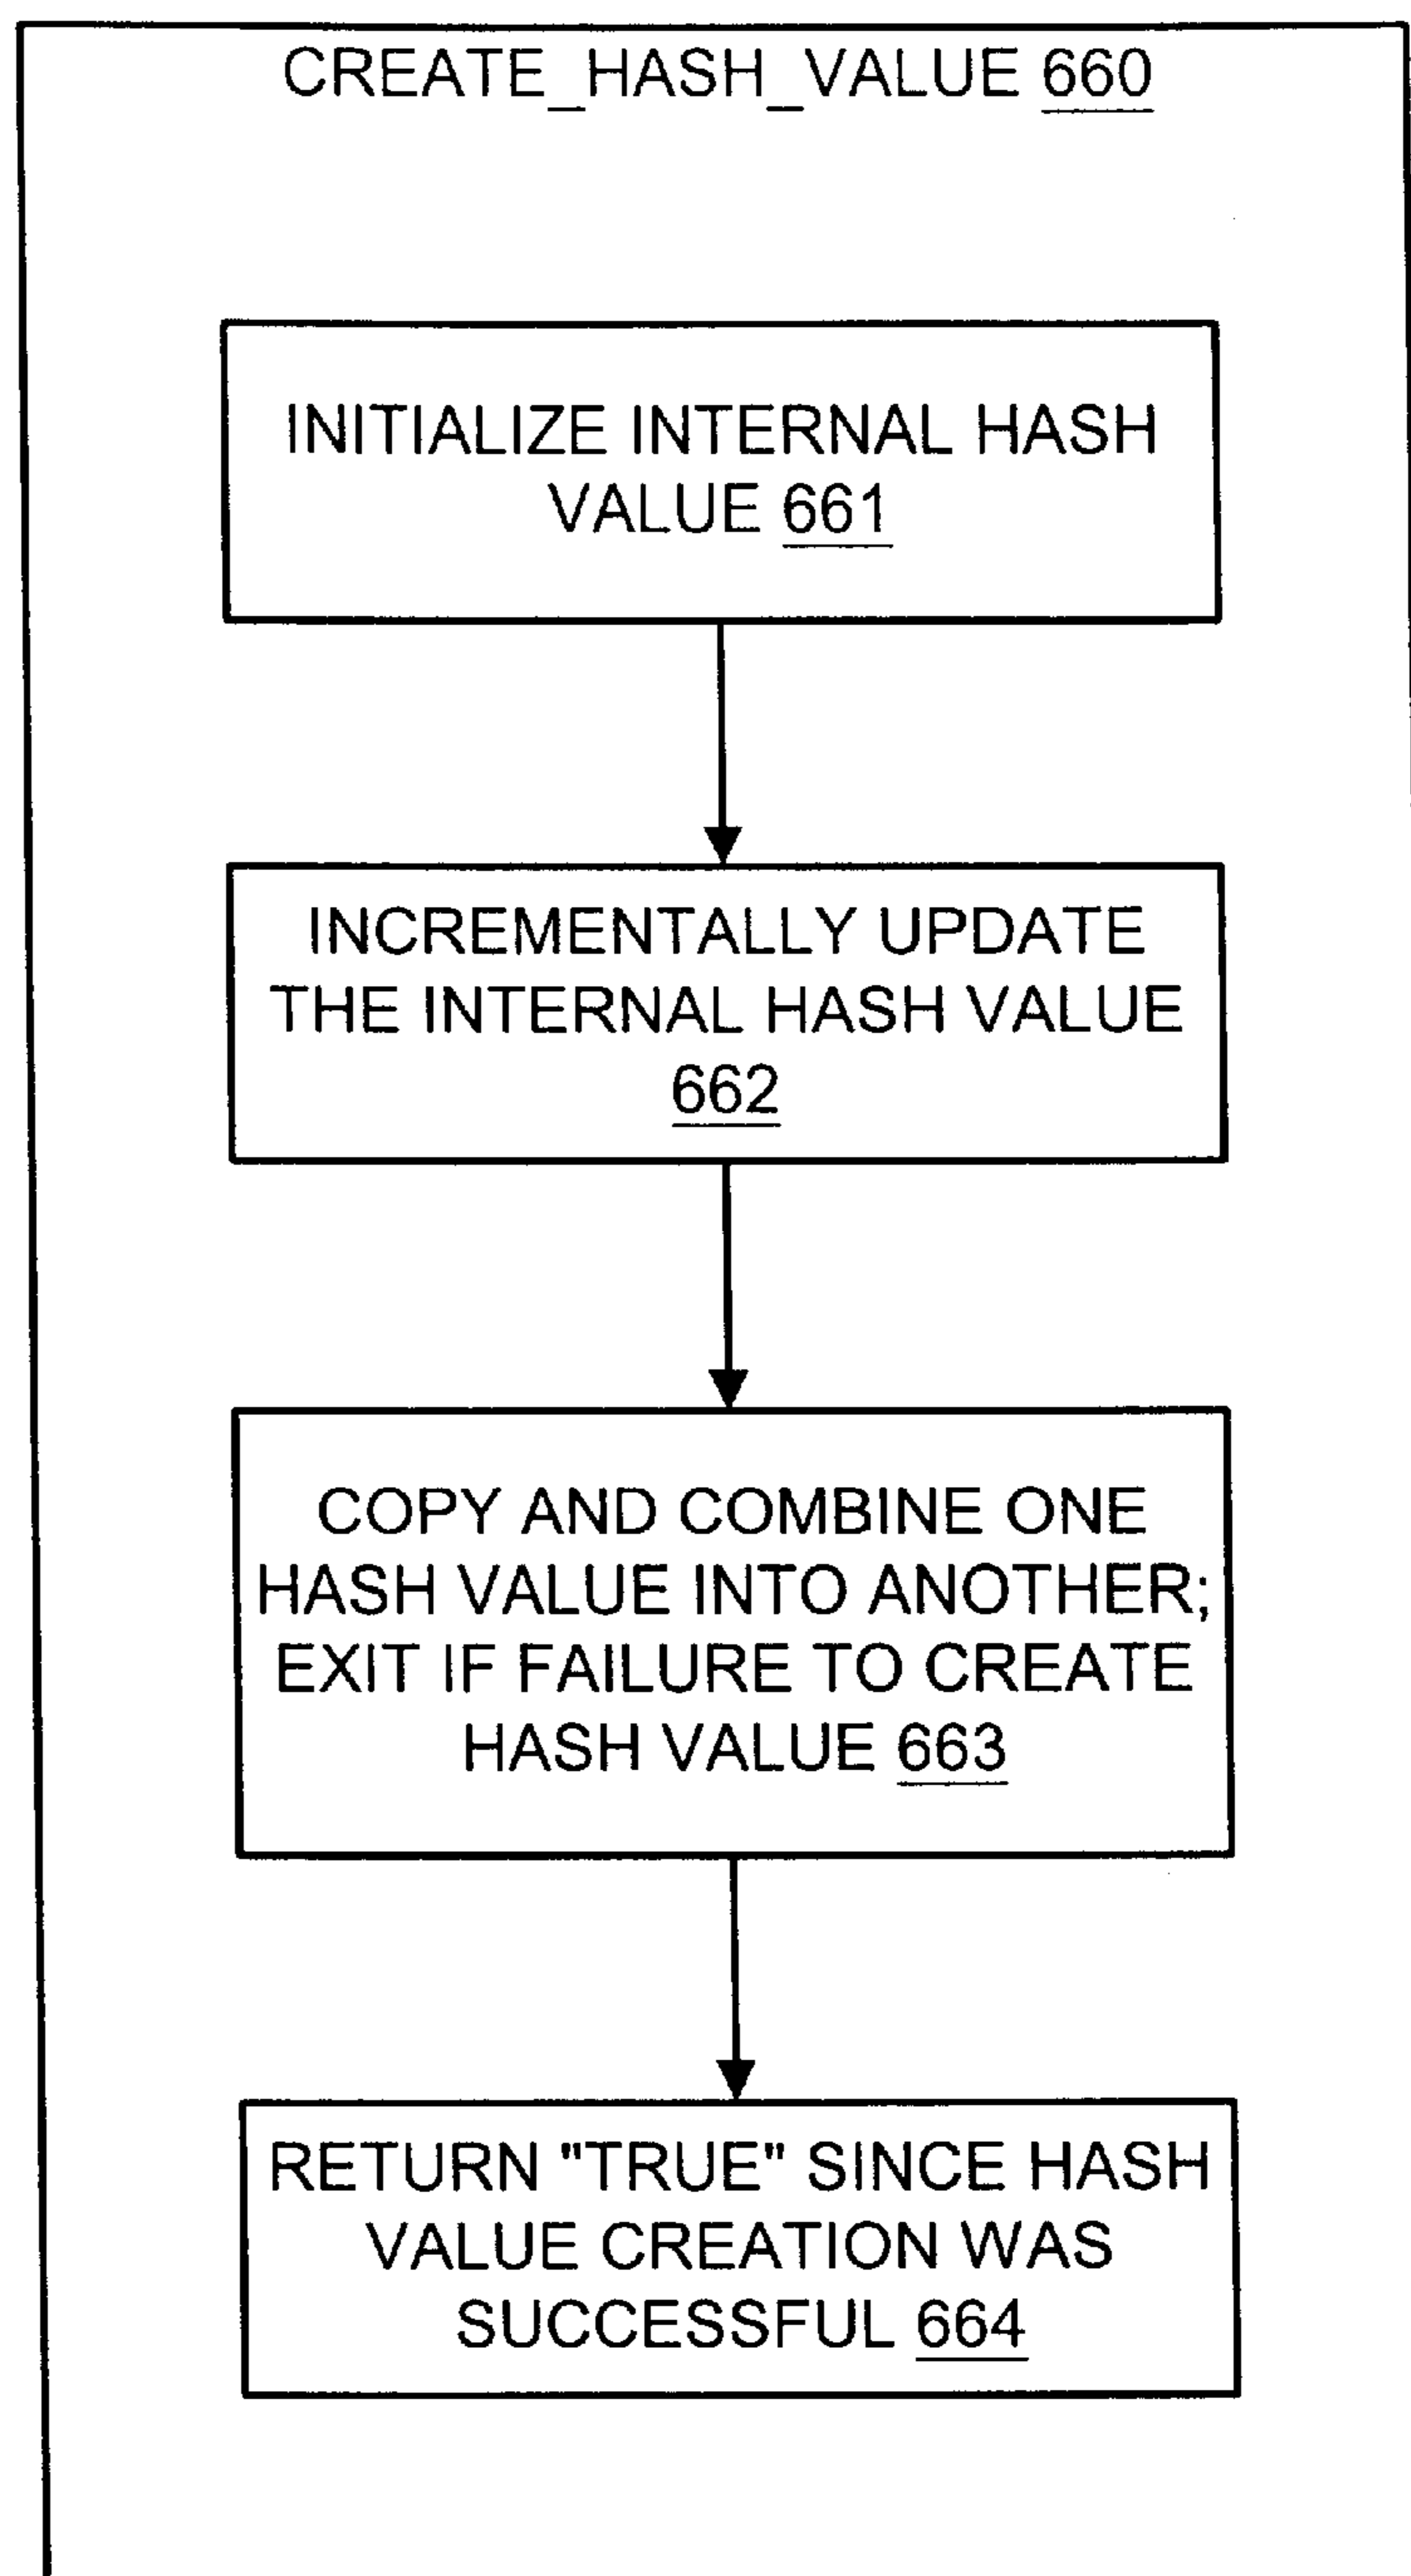 CREATE_HASH_VALUE 660
INITIALIZE INTERNAL HASH
VALUE 661
INCREMENTALLY UPDATE
THE INTERNAL HASH VALUE
662
COPY AND COMBINE ONE
HASH VALUE INTO ANOTHER;
EXIT IF FAILURE TO CREATE
HASH VALUE 663
RETURN "TRUE" SINCE HASH
VALUE CREATION WAS
SUCCESSFUL 664